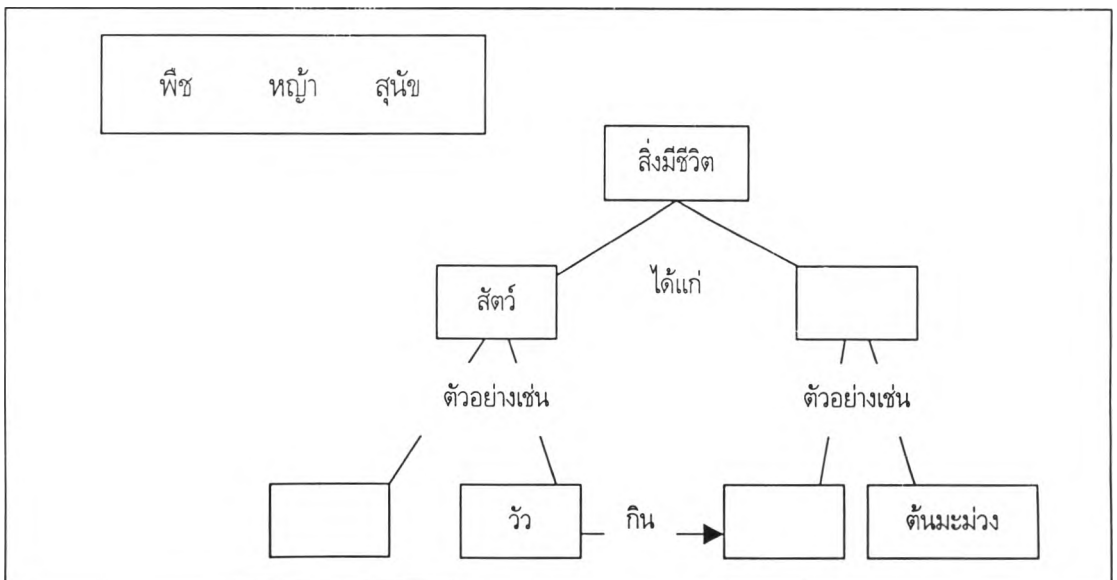 พืช หญ้า สุนัข
สิ่งมีชีวิต
ได้แก่
สัตว์
ตัวอย่างเช่น ตัวอย่างเช่น
วัว กิน ต้นมะม่วง